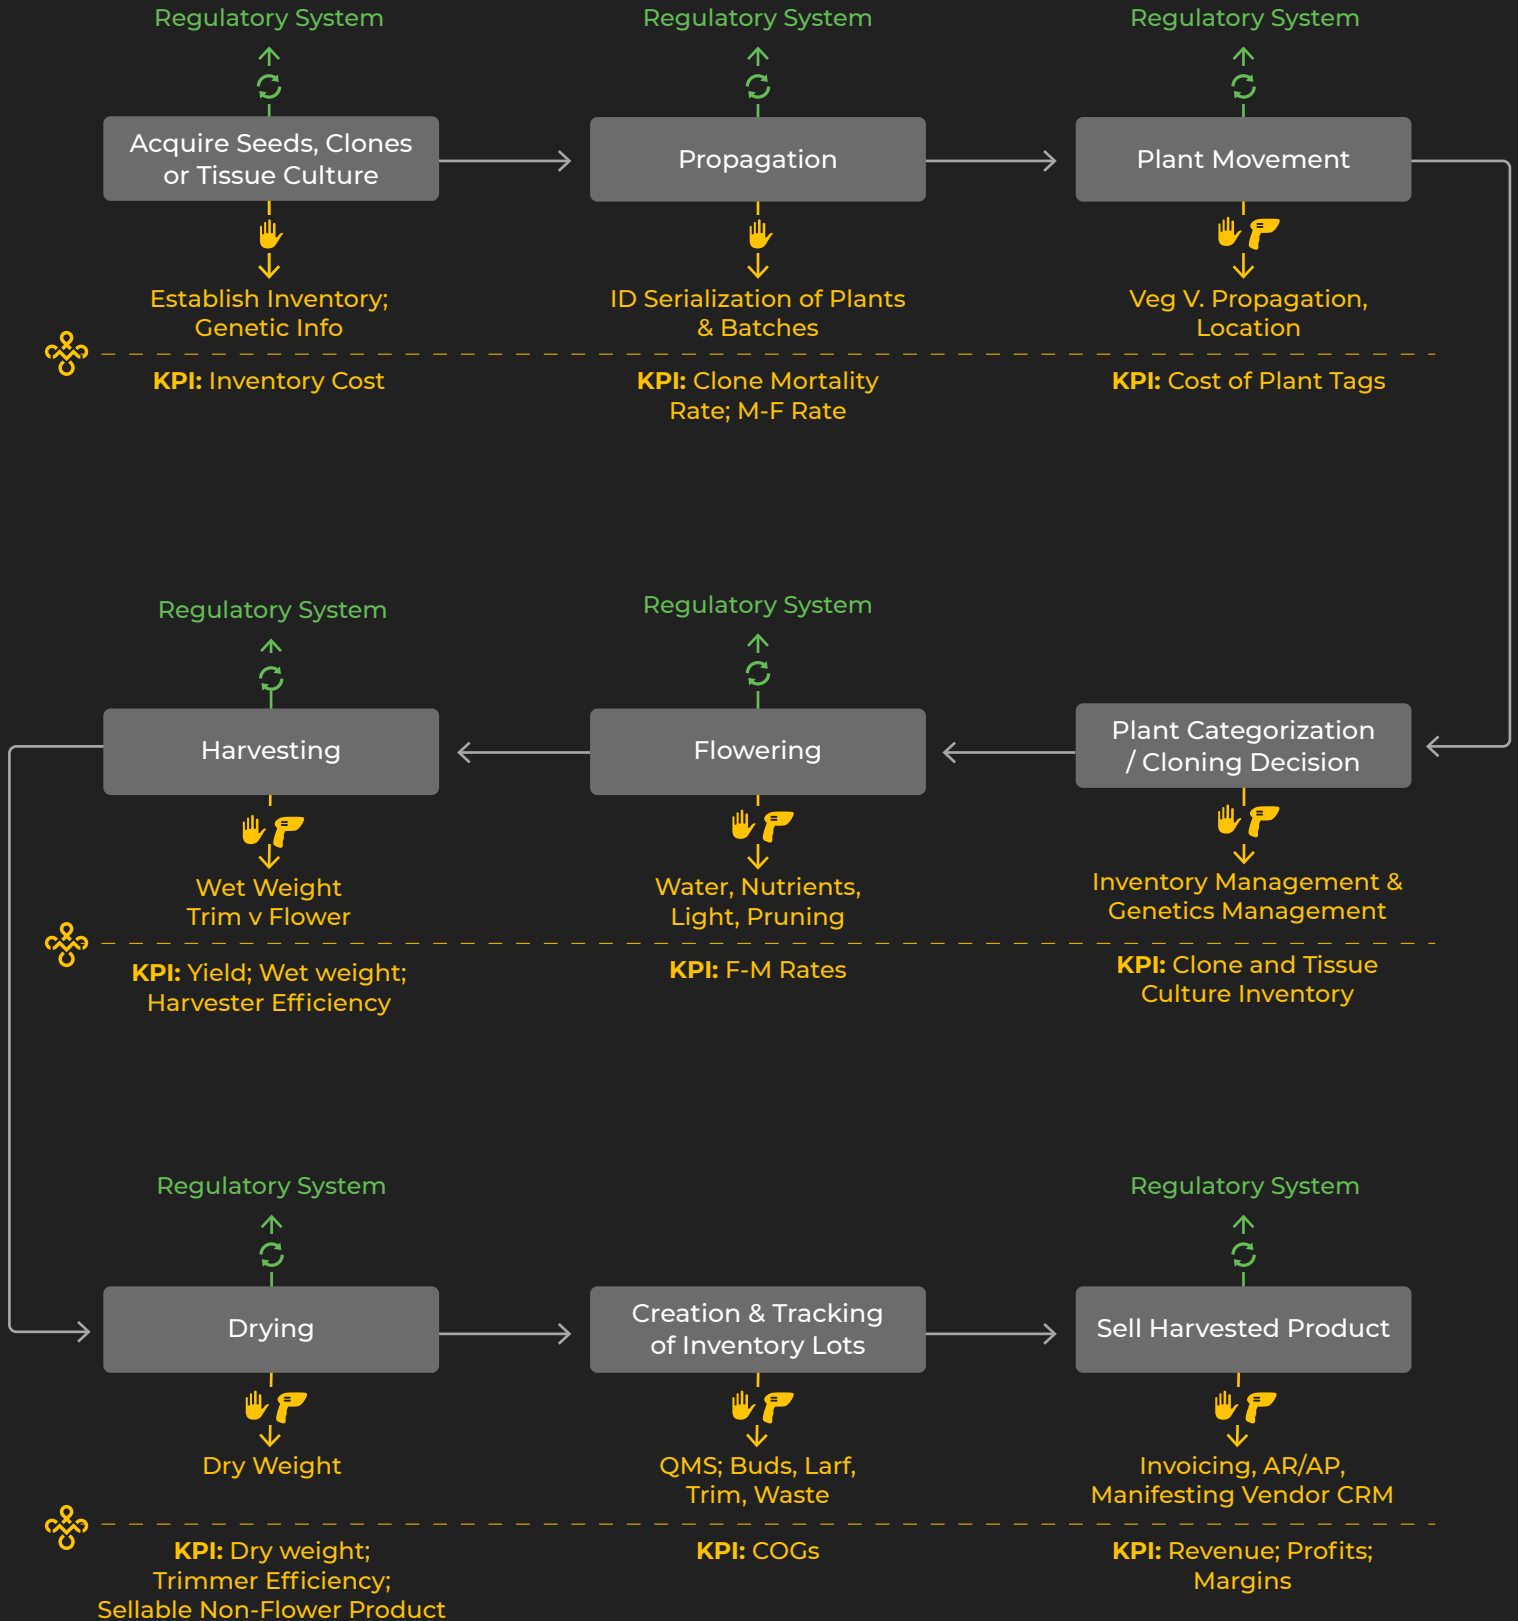 Regulatory System
Regulatory System
Regulatory System
Acquire Seeds, Clones
or Tissue Culture
Propagation
Plant Movement
Establish Inventory;
Genetic Info
ID Serialization of Plants
& Batches
Veg V. Propagation,
Location
KPI: Inventory Cost
KPI: Clone Mortality
Rate; M-F Rate
KPI: Cost of Plant Tags
Regulatory System
Regulatory System
Harvesting
Flowering
Plant Categorization
/ Cloning Decision
Wet Weight
Trim v Flower
Water, Nutrients,
Light, Pruning
Inventory Management &
Genetics Management
KPI: Yield; Wet weight;
Harvester Efficiency
KPI: F-M Rates
KPI: Clone and Tissue
Culture Inventory
Regulatory System
Regulatory System
Drying
Creation & Tracking
of Inventory Lots
Sell Harvested Product
Dry Weight
QMS; Buds, Larf,
Trim, Waste
Invoicing, AR/AP,
Manifesting Vendor CRM
KPI: Dry weight;
Trimmer Efficiency;
Sellable Non-Flower Product
KPI: COGs
KPI: Revenue; Profits;
Margins